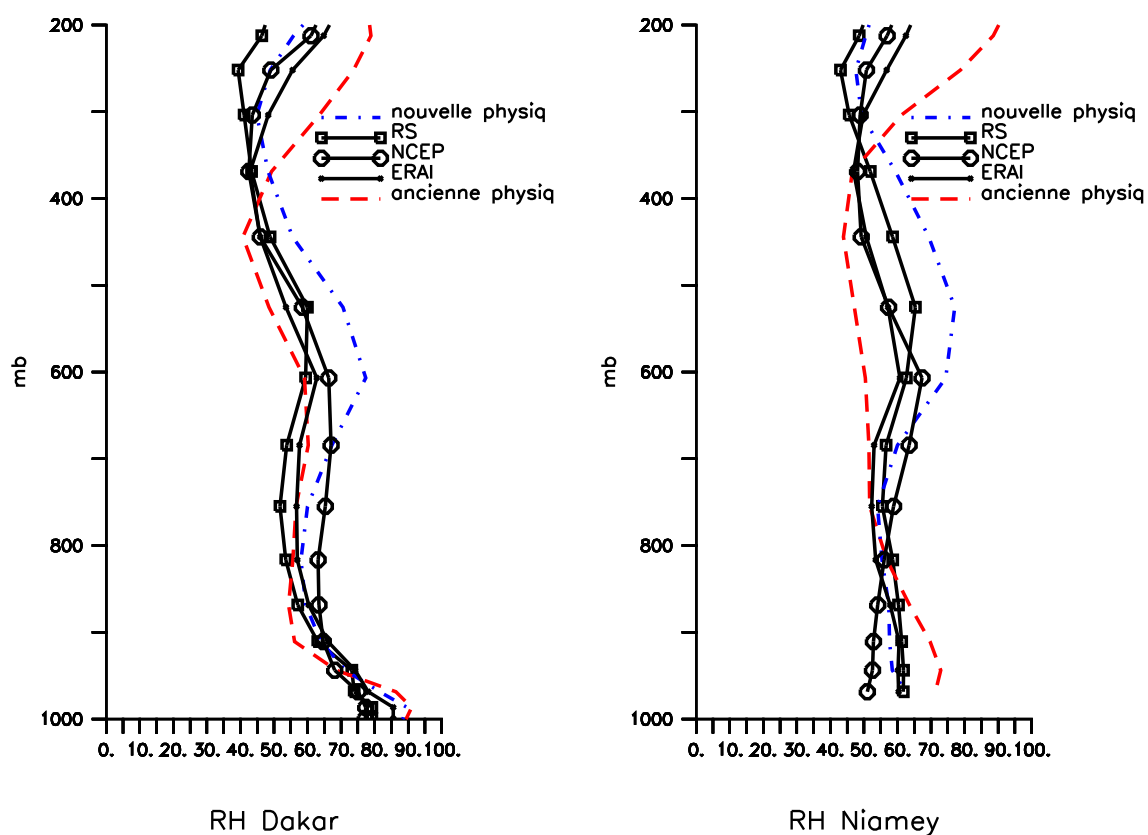 200
400
600
800
1000
mb
0. 10. 20. 30. 40. 50. 60. 70. 80. 90. 100.
nouvelle physiq
RS
NCEP
ERAI
ancienne physiq
RH Dakar
200
400
600
800
1000
mb
0. 10. 20. 30. 40. 50. 60. 70. 80. 90. 100.
nouvelle physiq
RS
NCEP
ERAI
ancienne physiq
RH Niamey